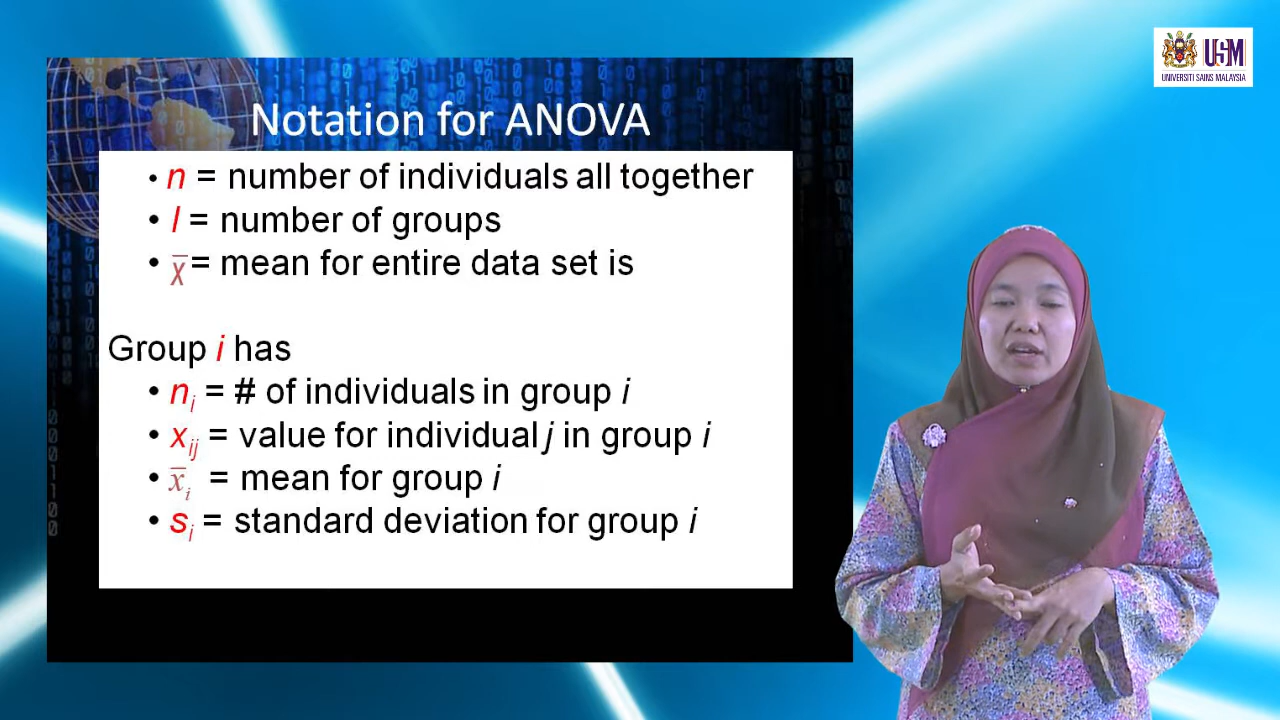 USM
UNIVERSITI SAINS MALAYSIA
Notation for ANOVA
• n = number of individuals all together
• I = number of groups
• x̄ = mean for entire data set is
Group i has
• nᵢ = # of individuals in group i
• xᵢⱼ = value for individual j in group i
• x̄ᵢ = mean for group i
• sᵢ = standard deviation for group i